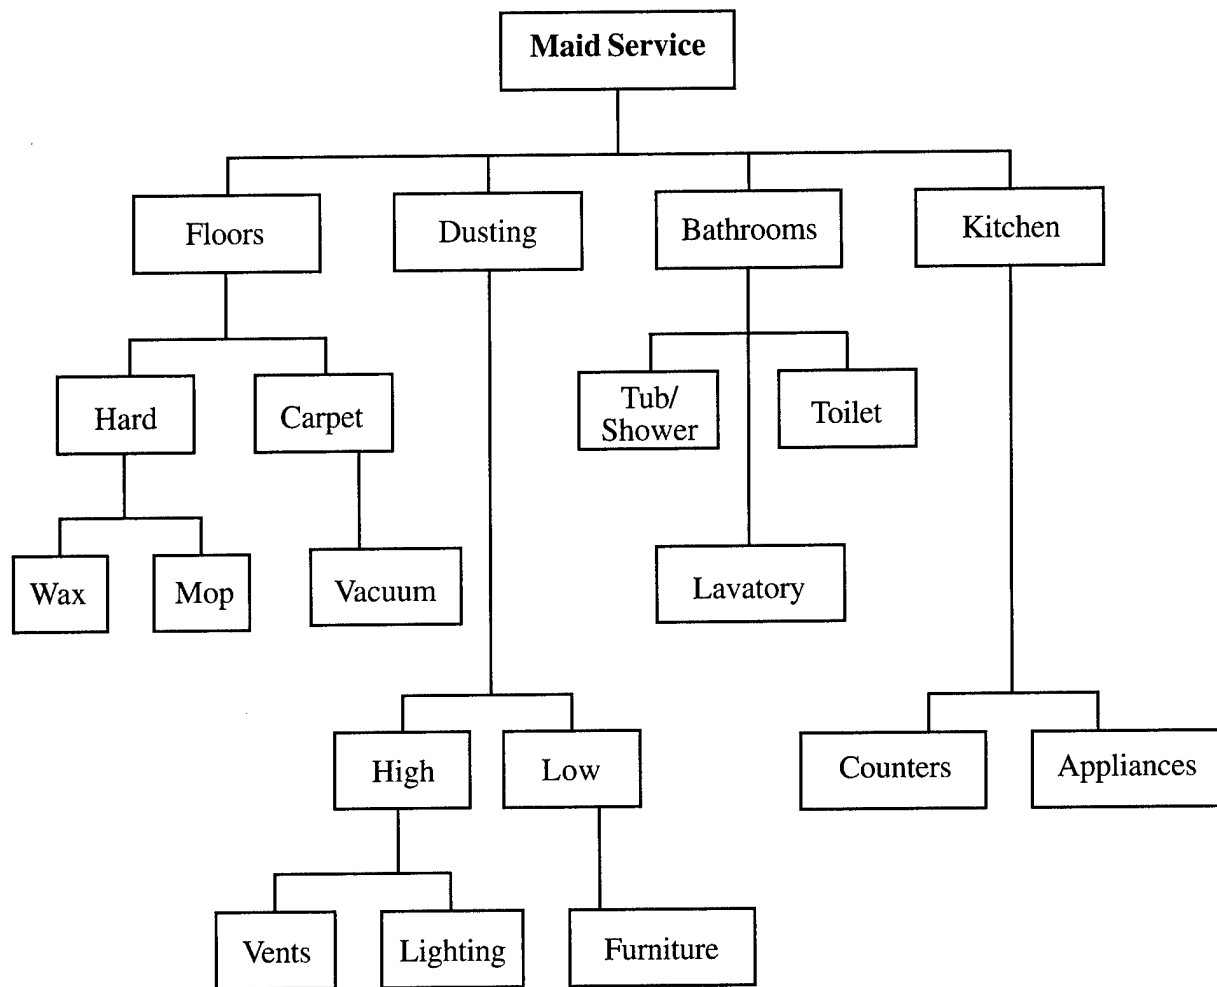 Maid Service
Floors
Dusting
Bathrooms
Kitchen
Hard
Carpet
Tub/
Shower
Toilet
Wax
Mop
Vacuum
Lavatory
High
Low
Counters
Appliances
Vents
Lighting
Furniture